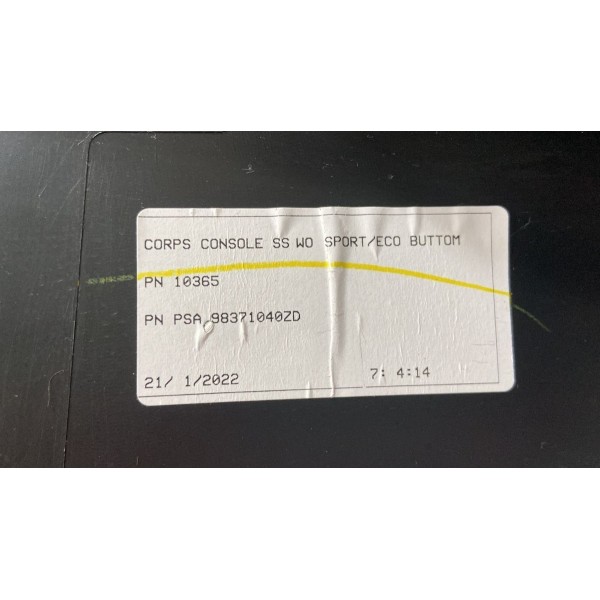 CORPS CONSOLE SS WO SPORT/ECO BUTTOM
PN 10365
PN PSA 98371040ZD
21/ 1/2022 7: 4:14